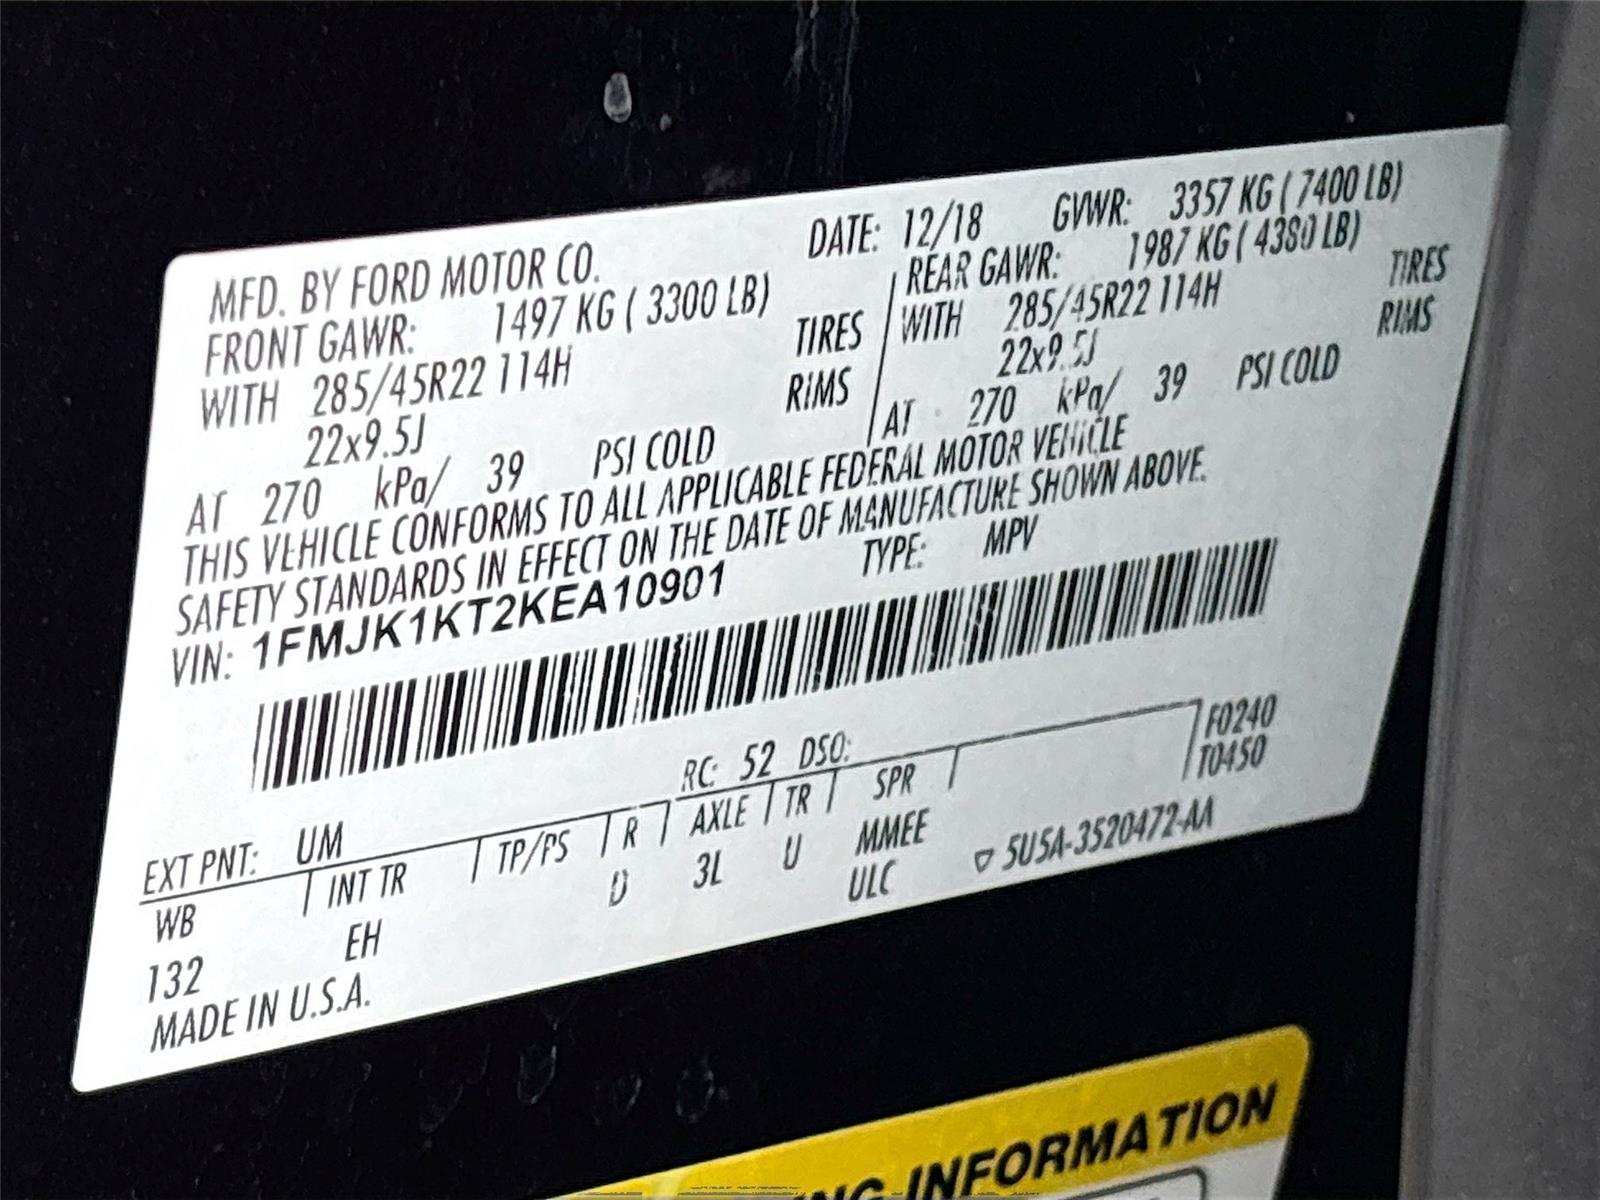 MFD. BY FORD MOTOR CO.
DATE: 12/18 GVWR: 3357 KG ( 7400 LB)
FRONT GAWR: 1497 KG ( 3300 LB)
WITH 285/45R22 114H TIRES
22x9.5J RIMS
AT 270 kPa/ 39 PSI COLD
REAR GAWR: 1987 KG ( 4380 LB)
WITH 285/45R22 114H TIRES
22x9.5J RIMS
AT 270 kPa/ 39 PSI COLD
THIS VEHICLE CONFORMS TO ALL APPLICABLE FEDERAL MOTOR VEHICLE
SAFETY STANDARDS IN EFFECT ON THE DATE OF MANUFACTURE SHOWN ABOVE.
VIN: 1FMJK1KT2KEA10901 TYPE: MPV
EXT PNT: UM RC: 52 DSO: F0240
T0450
WB INT TR TP/PS R AXLE TR SPR
132 EH D 3L U MMEE
ULC
▽ 5U5A-3520472-AA
MADE IN U.S.A.
INFORMATION